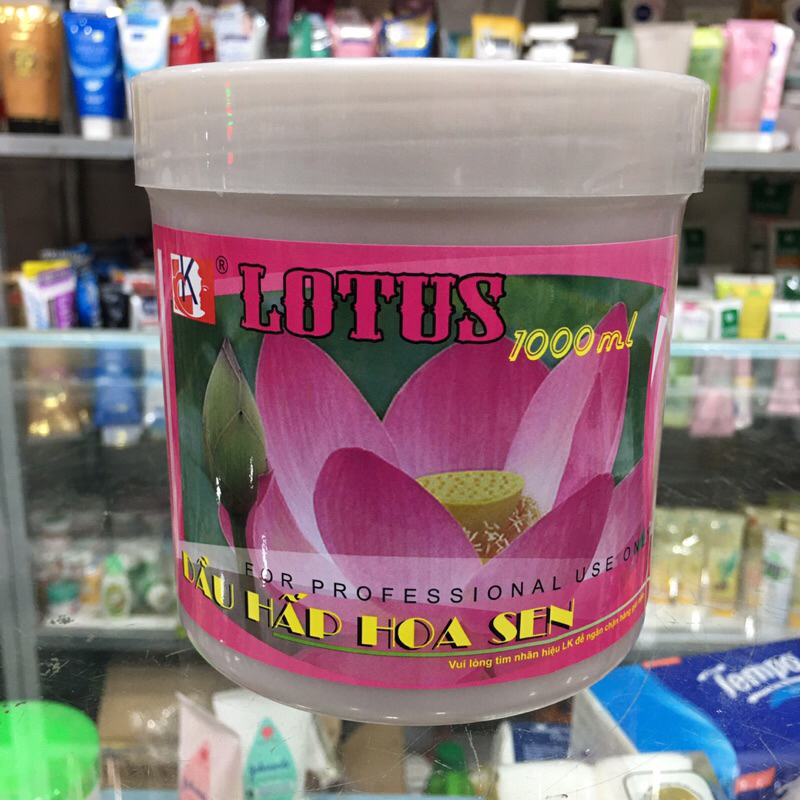 LK ®
LOTUS
1000ml
FOR PROFESSIONAL USE ONLY
DẦU HẤP HOA SEN
Vui lòng tìm nhãn hiệu LK để ngăn chặn hàng giả
Tempo
Johnson's